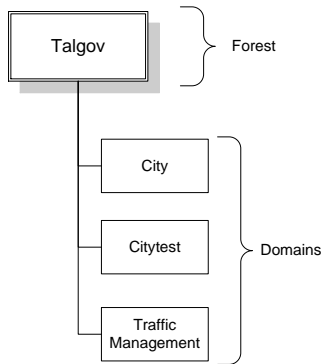 Talgov
Forest
City
Citytest
Domains
Traffic
Management